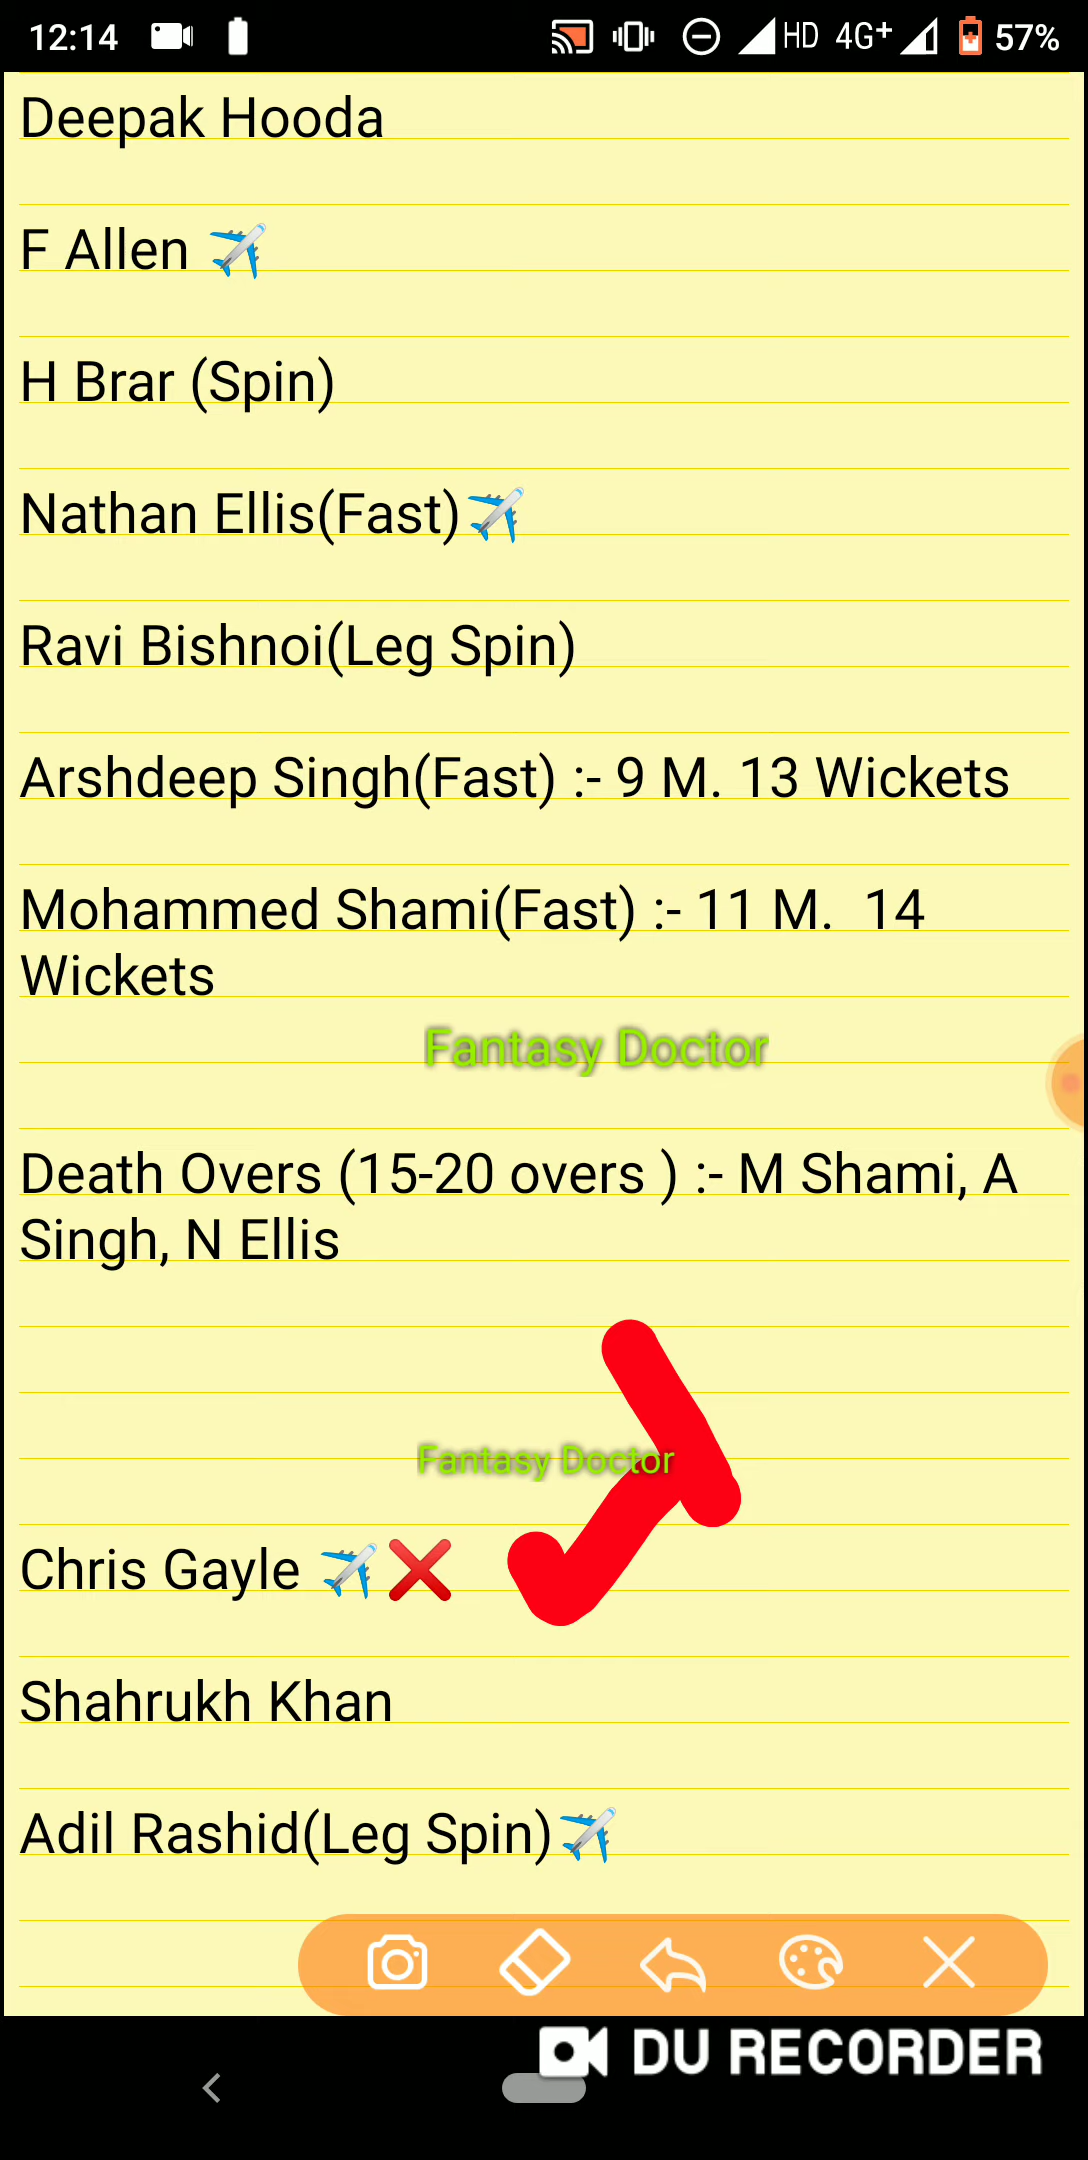 12:14 HD 4G+ 57%
Deepak Hooda
F Allen ✈️
H Brar (Spin)
Nathan Ellis(Fast)✈️
Ravi Bishnoi(Leg Spin)
Arshdeep Singh(Fast) :- 9 M. 13 Wickets
Mohammed Shami(Fast) :- 11 M.  14
Wickets
Fantasy Doctor
Death Overs (15-20 overs ) :- M Shami, A
Singh, N Ellis
Fantasy Doctor
Chris Gayle ✈️❌
Shahrukh Khan
Adil Rashid(Leg Spin)✈️
DU RECORDER